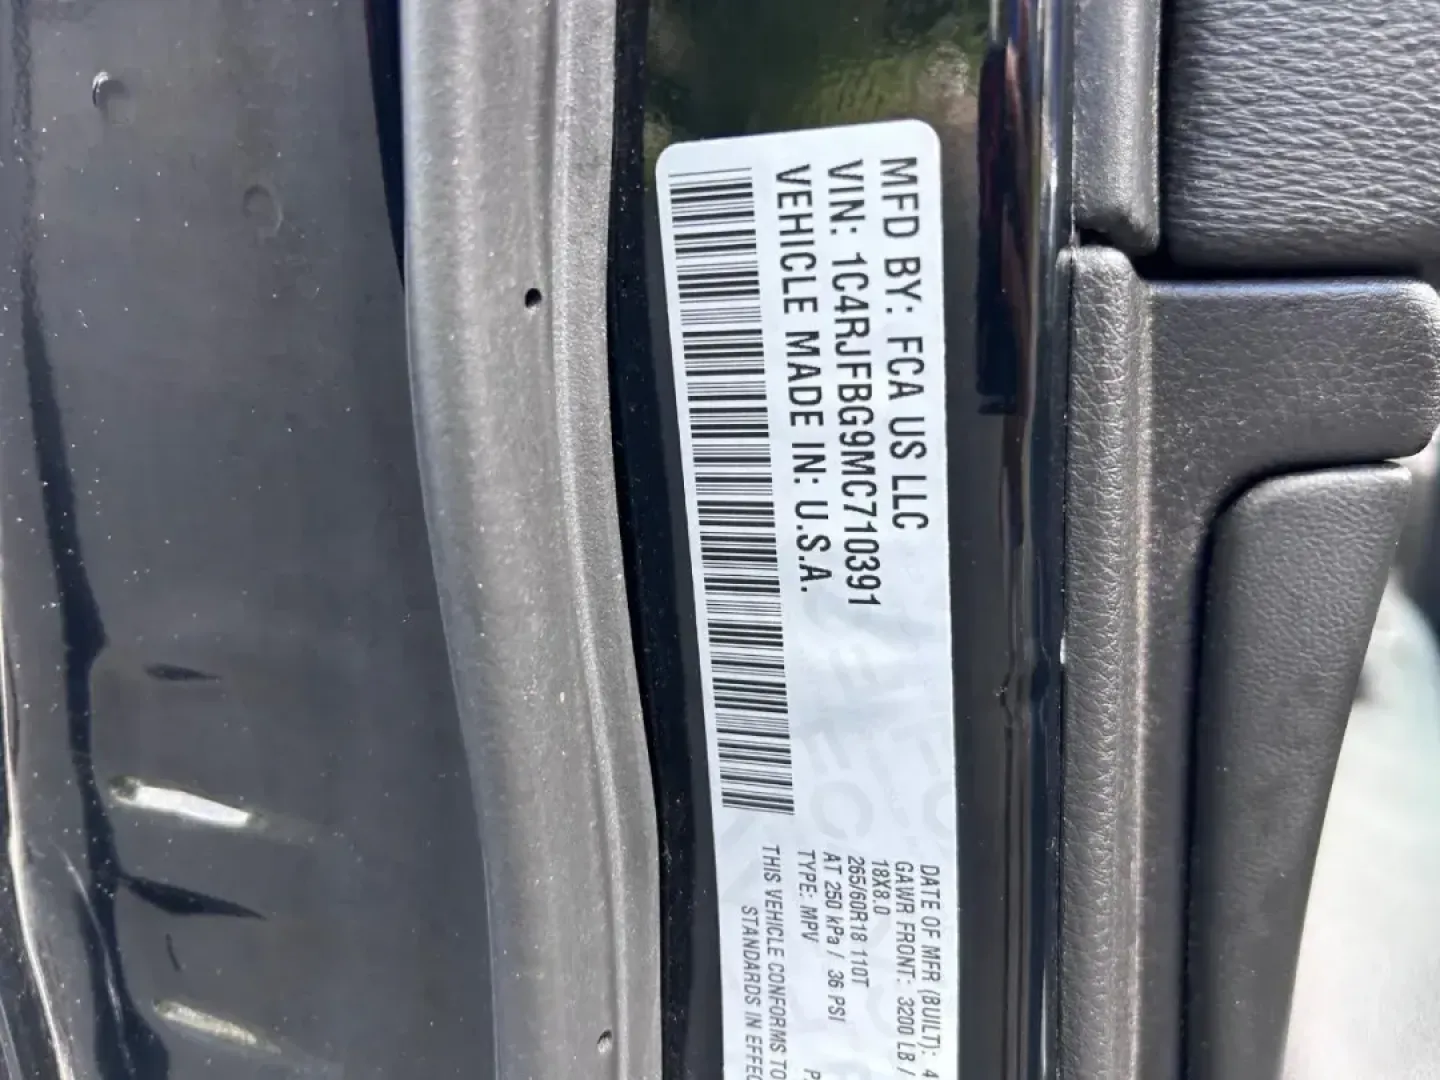 MFD BY: FCA US LLC
VIN: 1C4RJFBG9MC710391
VEHICLE MADE IN: U.S.A.
DATE OF MFR (BUILT): 4
GAWR FRONT: 3200 LB /
18X8.0
265/60R18 110T
AT 250 kPa / 36 PSI
TYPE: MPV
THIS VEHICLE CONFORMS TO
STANDARDS IN EFFEC